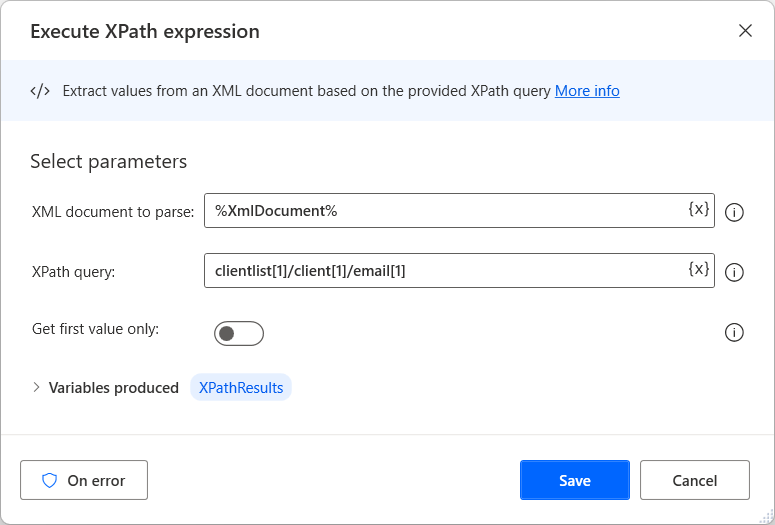 Execute XPath expression
</> Extract values from an XML document based on the provided XPath query More info
Select parameters
XML document to parse: %XmlDocument% {x}
XPath query: clientlist[1]/client[1]/email[1] {x}
Get first value only:
Variables produced XPathResults
On error Save Cancel